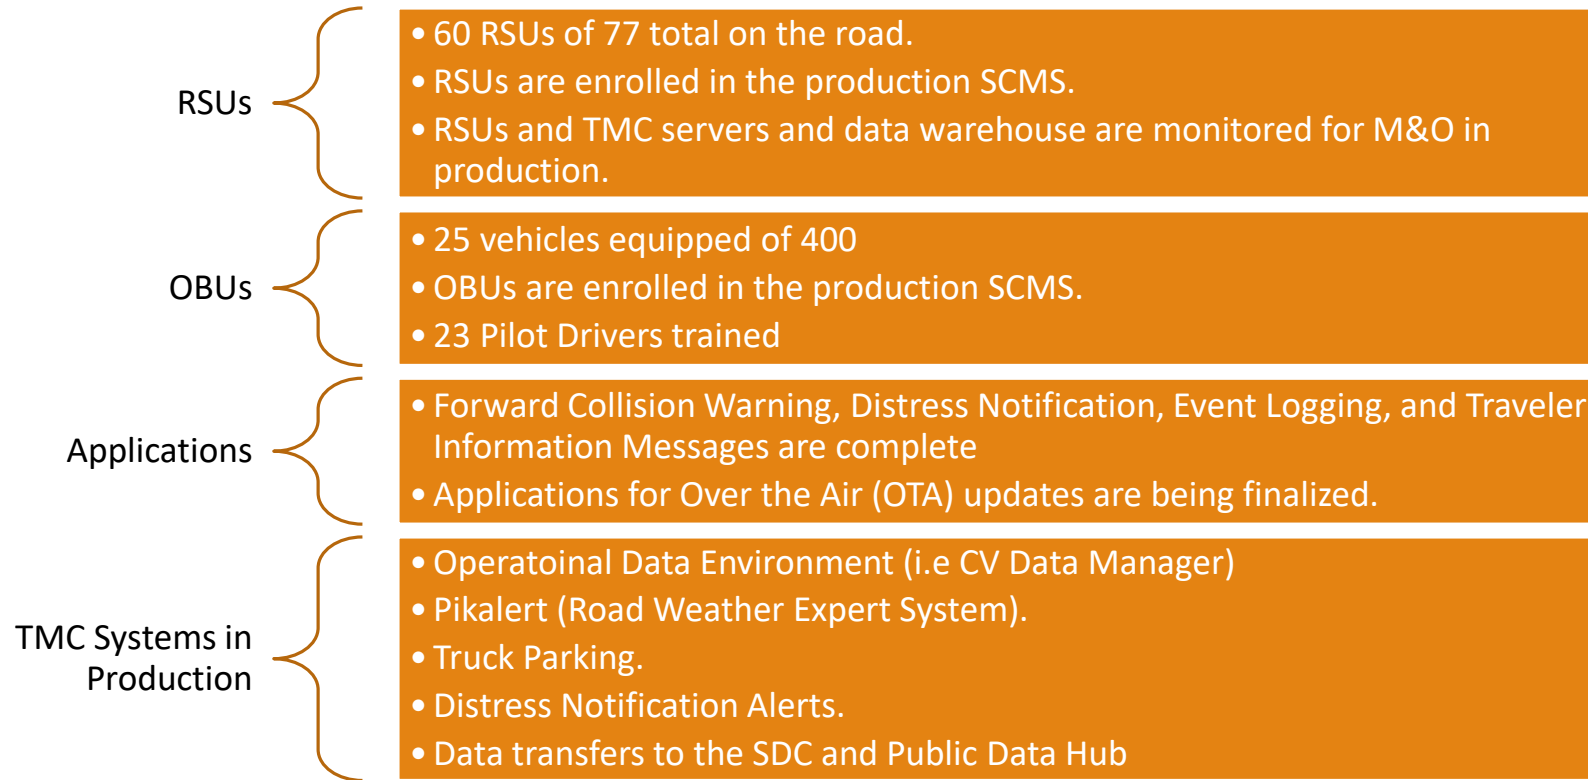 RSUs
• 60 RSUs of 77 total on the road.
• RSUs are enrolled in the production SCMS.
• RSUs and TMC servers and data warehouse are monitored for M&O in
production.
OBUs
• 25 vehicles equipped of 400
• OBUs are enrolled in the production SCMS.
• 23 Pilot Drivers trained
Applications
• Forward Collision Warning, Distress Notification, Event Logging, and Traveler
Information Messages are complete
• Applications for Over the Air (OTA) updates are being finalized.
TMC Systems in
Production
• Operatoinal Data Environment (i.e CV Data Manager)
• Pikalert (Road Weather Expert System).
• Truck Parking.
• Distress Notification Alerts.
• Data transfers to the SDC and Public Data Hub